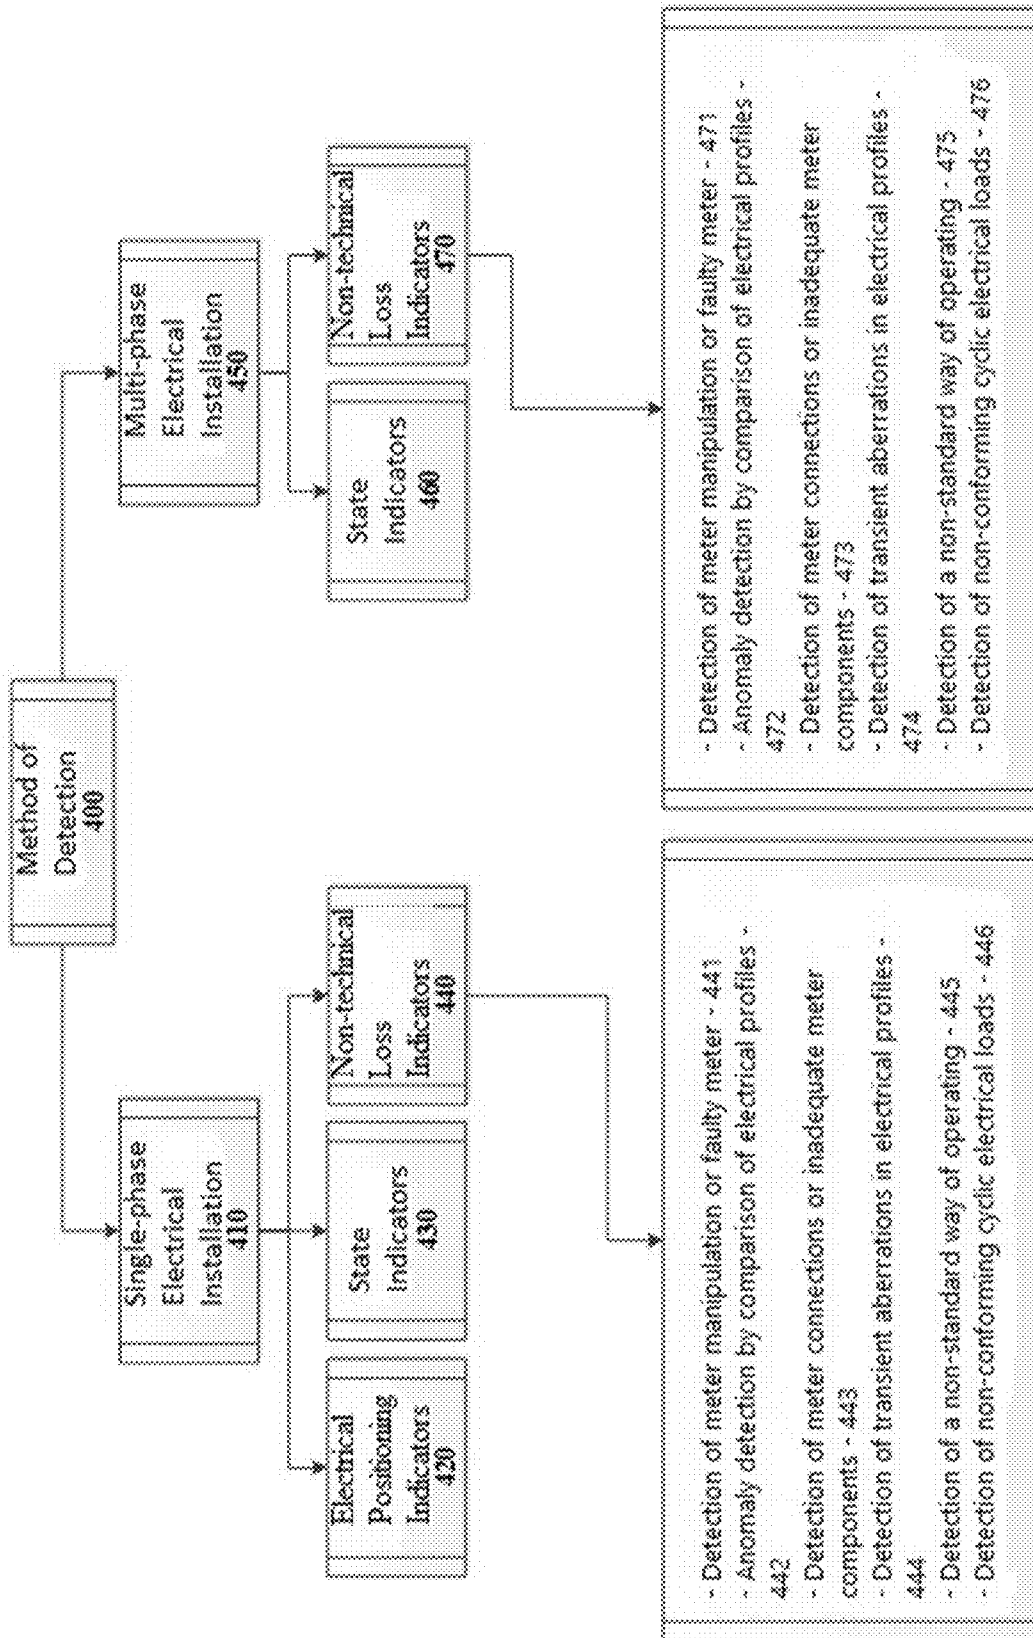 Method of
Detection
400
Single-phase
Electrical
Installation
410
Multi-phase
Electrical
Installation
450
Electrical
Positioning
Indicators
420
State
Indicators
430
Non-technical
Loss
Indicators
440
State
Indicators
460
Non-technical
Loss
Indicators
470
- Detection of meter manipulation or faulty meter - 441
- Anomaly detection by comparison of electrical profiles -
442
- Detection of meter connections or inadequate meter
components - 443
- Detection of transient aberrations in electrical profiles -
444
- Detection of a non-standard way of operating - 445
- Detection of non-conforming cyclic electrical loads - 446
- Detection of meter manipulation or faulty meter - 471
- Anomaly detection by comparison of electrical profiles -
472
- Detection of meter connections or inadequate meter
components - 473
- Detection of transient aberrations in electrical profiles -
474
- Detection of a non-standard way of operating - 475
- Detection of non-conforming cyclic electrical loads - 476